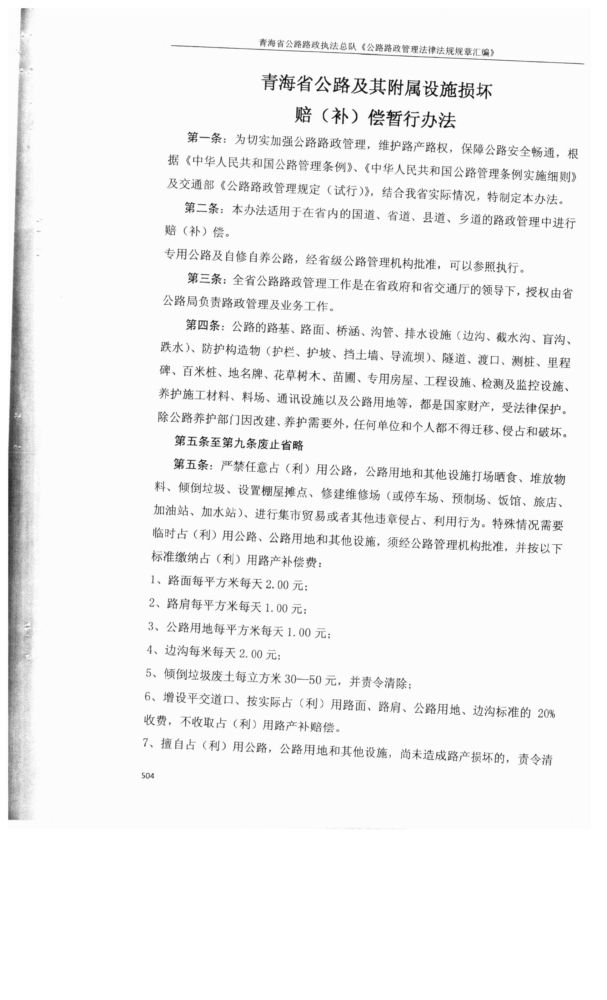 青海省公路路政执法总队《公路路政管理法律法规规章汇编》
青海省公路及其附属设施损坏
赔（补）偿暂行办法
第一条：为切实加强公路路政管理，维护路产路权，保障公路安全畅通，根
据《中华人民共和国公路管理条例》、《中华人民共和国公路管理条例实施细则》
及交通部《公路路政管理规定（试行）》，结合我省实际情况，特制定本办法。
第二条：本办法适用于在省内的国道、省道、县道、乡道的路政管理中进行
赔（补）偿。
专用公路及自修自养公路，经省级公路管理机构批准，可以参照执行。
第三条：全省公路路政管理工作是在省政府和省交通厅的领导下，授权由省
公路局负责路政管理及业务工作。
第四条：公路的路基、路面、桥涵、沟管、排水设施（边沟、截水沟、盲沟、
跌水）、防护构造物（护栏、护坡、挡土墙、导流坝）、隧道、渡口、测桩、里程
碑、百米桩、地名牌、花草树木、苗圃、专用房屋、工程设施、检测及监控设施、
养护施工材料、料场、通讯设施以及公路用地等，都是国家财产，受法律保护。
除公路养护部门因改建、养护需要外，任何单位和个人都不得迁移、侵占和破坏。
第五条至第九条废止省略
第五条：严禁任意占（利）用公路，公路用地和其他设施打场晒食、堆放物
料、倾倒垃圾、设置棚屋摊点、修建维修场（或停车场、预制场、饭馆、旅店、
加油站、加水站）、进行集市贸易或者其他违章侵占、利用行为。特殊情况需要
临时占（利）用公路、公路用地和其他设施，须经公路管理机构批准，并按以下
标准缴纳占（利）用路产补偿费：
1、路面每平方米每天 2.00 元；
2、路肩每平方米每天 1.00 元；
3、公路用地每平方米每天 1.00 元；
4、边沟每米每天 2.00 元；
5、倾倒垃圾废土每立方米 30—50 元，并责令清除；
6、增设平交道口、按实际占（利）用路面、路肩、公路用地、边沟标准的 20%
收费，不收取占（利）用路产补赔偿。
7、擅自占（利）用公路，公路用地和其他设施，尚未造成路产损坏的，责令清
504